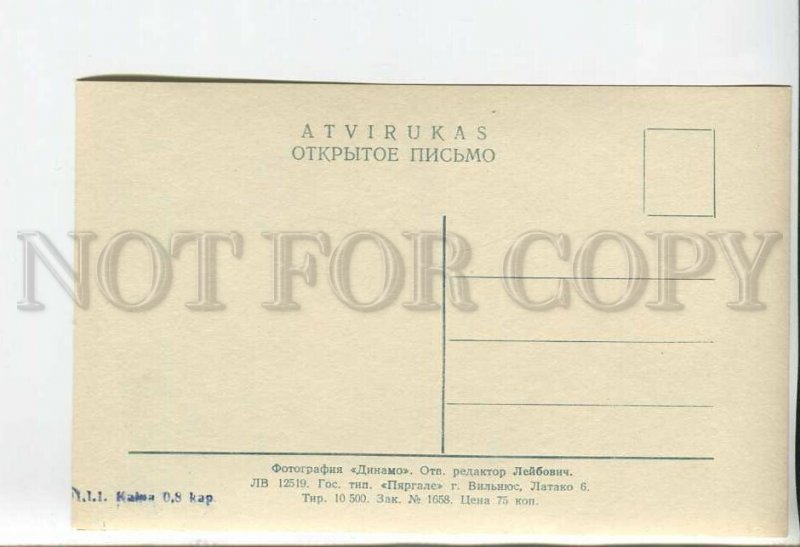 ATVIRUKAS
ОТКРЫТОЕ ПИСЬМО
NOT FOR COPY
Фотография «Динамо». Отв. редактор Лейбович.
ЛВ 12519. Гос. тип. «Пяргале» г. Вильнюс, Латако 6.
Тир. 10 500. Зак. № 1658. Цена 75 коп.
Kaina 0,8 kap